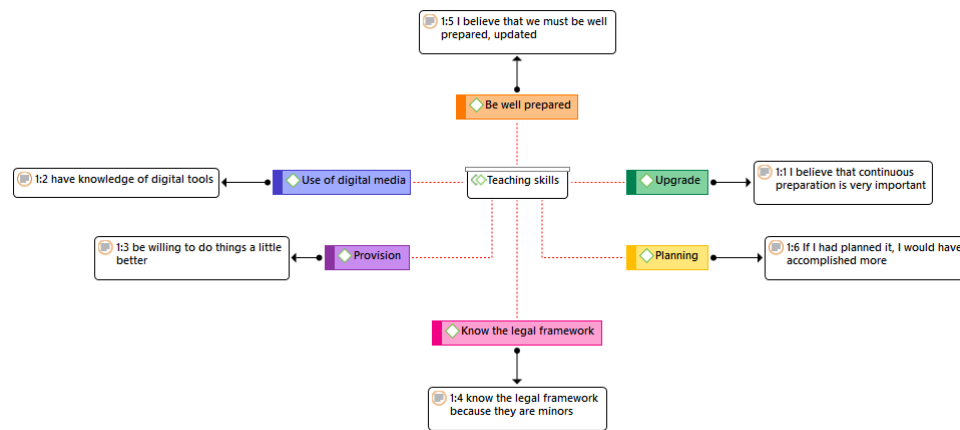 1:5 I believe that we must be well
prepared, updated
Be well prepared
1:2 have knowledge of digital tools
Use of digital media
Teaching skills
Upgrade
1:1 I believe that continuous
preparation is very important
1:3 be willing to do things a little
better
Provision
Planning
1:6 If I had planned it, I would have
accomplished more
Know the legal framework
1:4 know the legal framework
because they are minors